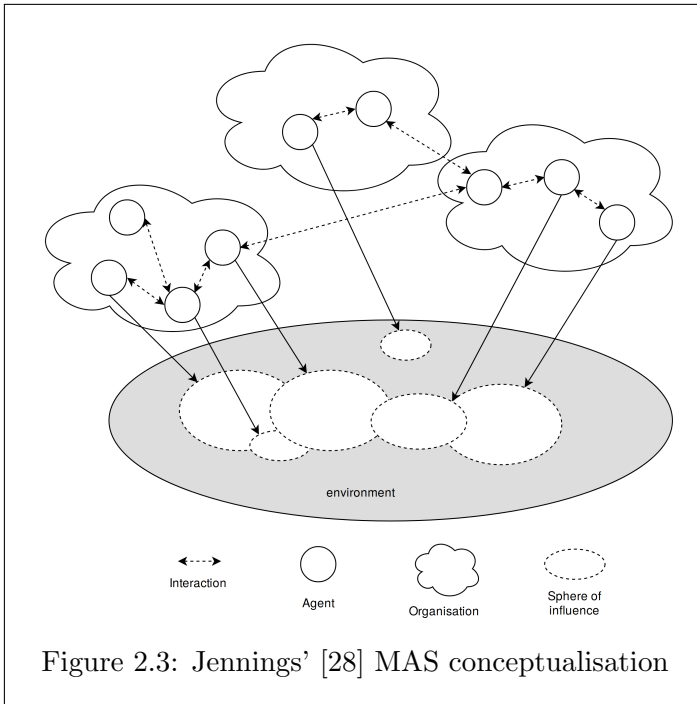 environment
Interaction
Agent
Organisation
Sphere of
influence
Figure 2.3: Jennings' [28] MAS conceptualisation